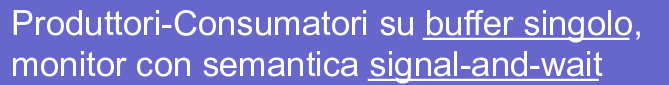 Produttori-Consumatori su buffer singolo,
monitor con semantica signal-and-wait